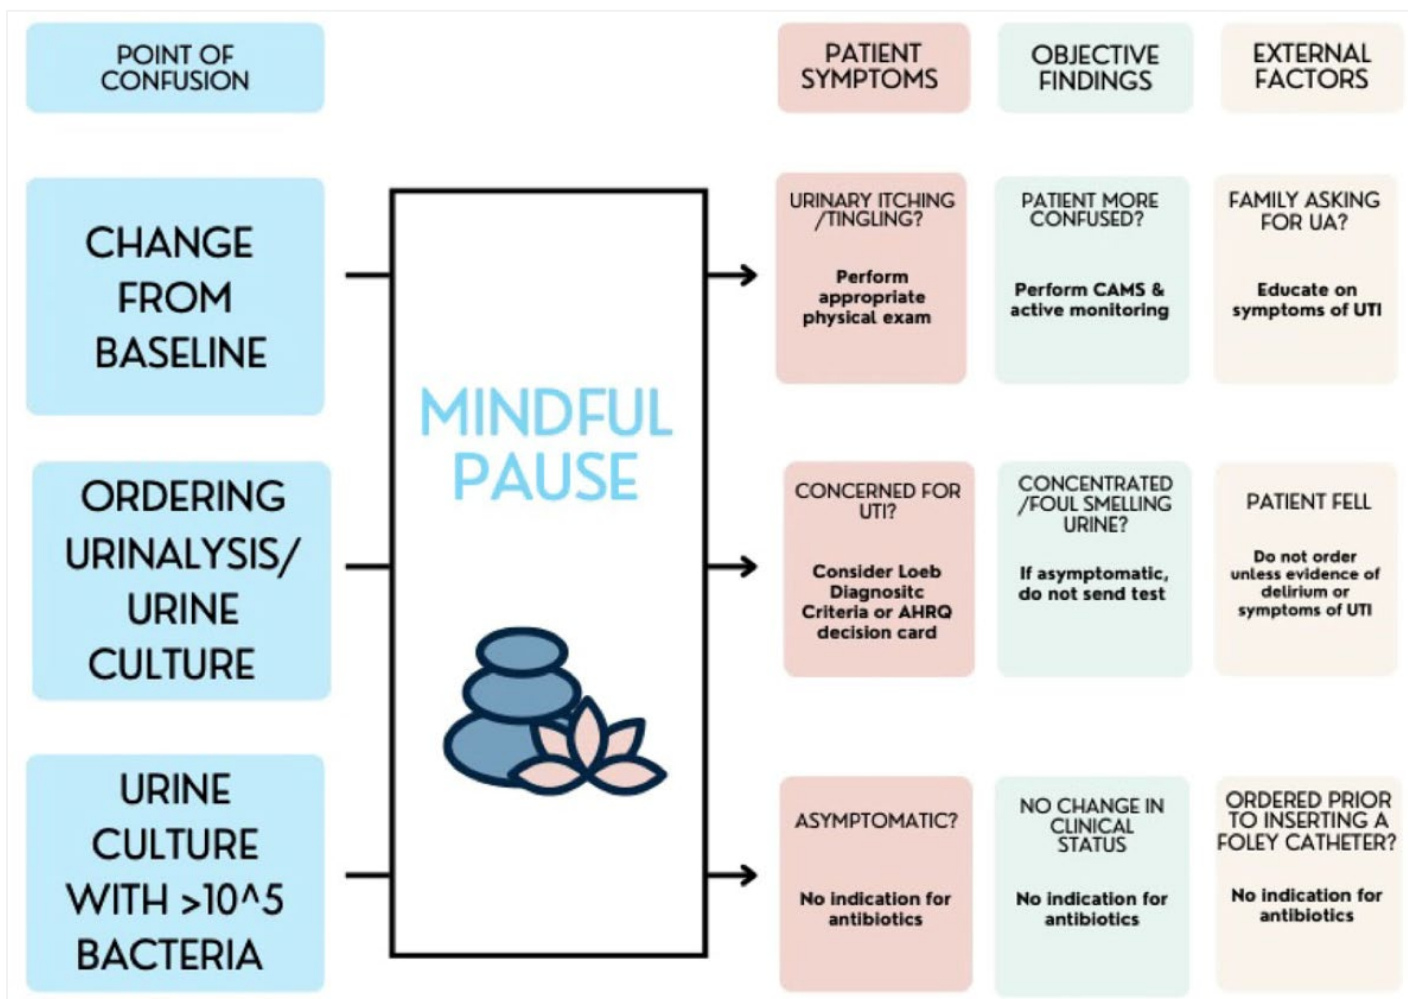 POINT OF
CONFUSION
PATIENT
SYMPTOMS
OBJECTIVE
FINDINGS
EXTERNAL
FACTORS
CHANGE
FROM
BASELINE
MINDFUL
PAUSE
URINARY ITCHING
/TINGLING?
Perform
appropriate
physical exam
PATIENT MORE
CONFUSED?
Perform CAMS &
active monitoring
FAMILY ASKING
FOR UA?
Educate on
symptoms of UTI
ORDERING
URINALYSIS/
URINE
CULTURE
CONCERNED FOR
UTI?
Consider Loeb
Diagnositc
Criteria or AHRQ
decision card
CONCENTRATED
/FOUL SMELLING
URINE?
If asymptomatic,
do not send test
PATIENT FELL
Do not order
unless evidence of
delirium or
symptoms of UTI
URINE
CULTURE
WITH >10^5
BACTERIA
ASYMPTOMATIC?
No indication for
antibiotics
NO CHANGE IN
CLINICAL
STATUS
No indication for
antibiotics
ORDERED PRIOR
TO INSERTING A
FOLEY CATHETER?
No indication for
antibiotics